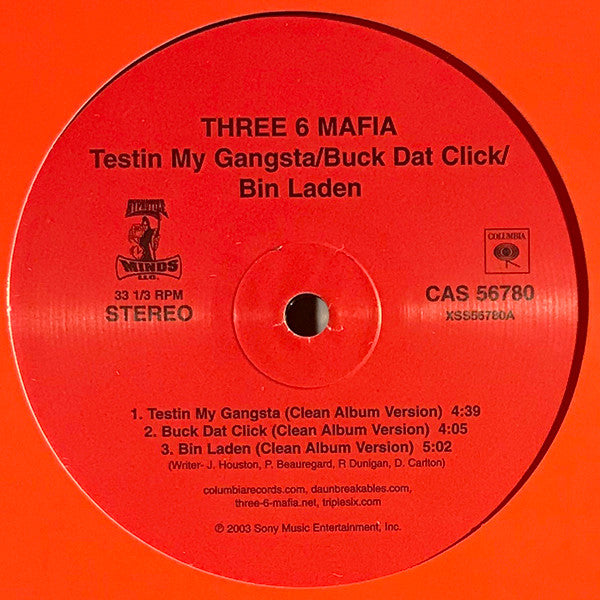 THREE 6 MAFIA
Testin My Gangsta/Buck Dat Click/
Bin Laden
MINDS
LLC.
COLUMBIA
33 1/3 RPM
STEREO
CAS 56780
XSS56780A
1. Testin My Gangsta (Clean Album Version) 4:39
2. Buck Dat Click (Clean Album Version) 4:05
3. Bin Laden (Clean Album Version) 5:02
(Writer- J. Houston, P. Beauregard, R Dunigan, D. Carlton)
columbiarecords.com, daunbreakables.com,
three-6-mafia.net, triplesix.com
℗ 2003 Sony Music Entertainment, Inc.